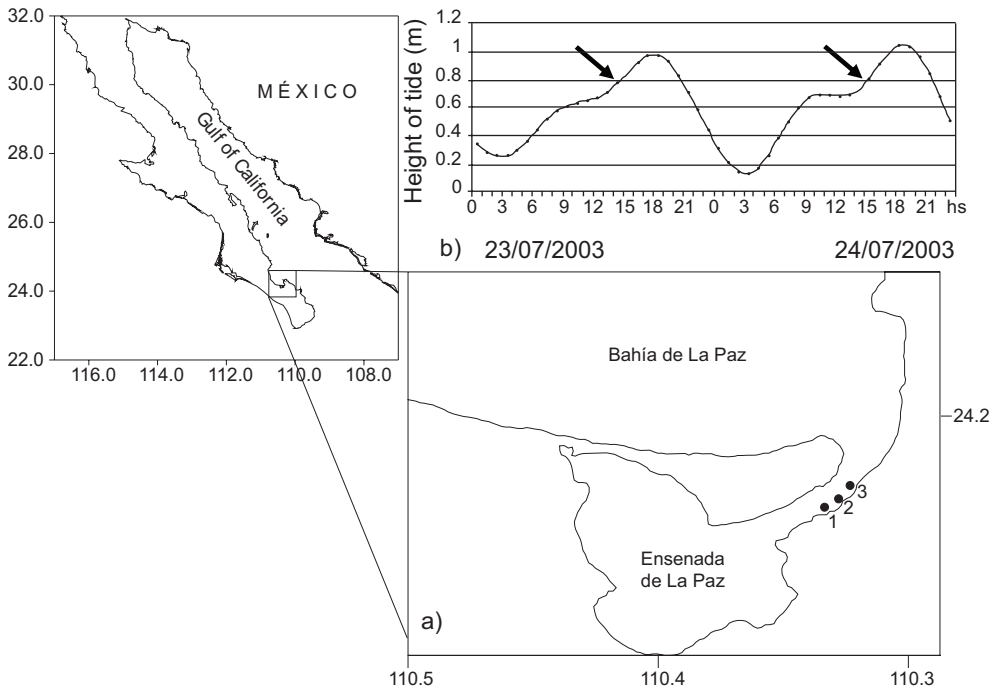 32.0
30.0
28.0
26.0
24.0
22.0
116.0 114.0 112.0 110.0 108.0
MÉXICO
Gulf of California
Height of tide (m)
1.2
1
0.8
0.6
0.4
0.2
0
0 3 6 9 12 15 18 21 0 3 6 9 12 15 18 21 hs
b) 23/07/2003 24/07/2003
Bahía de La Paz
24.2
3
2
1
Ensenada
de La Paz
a)
110.5 110.4 110.3